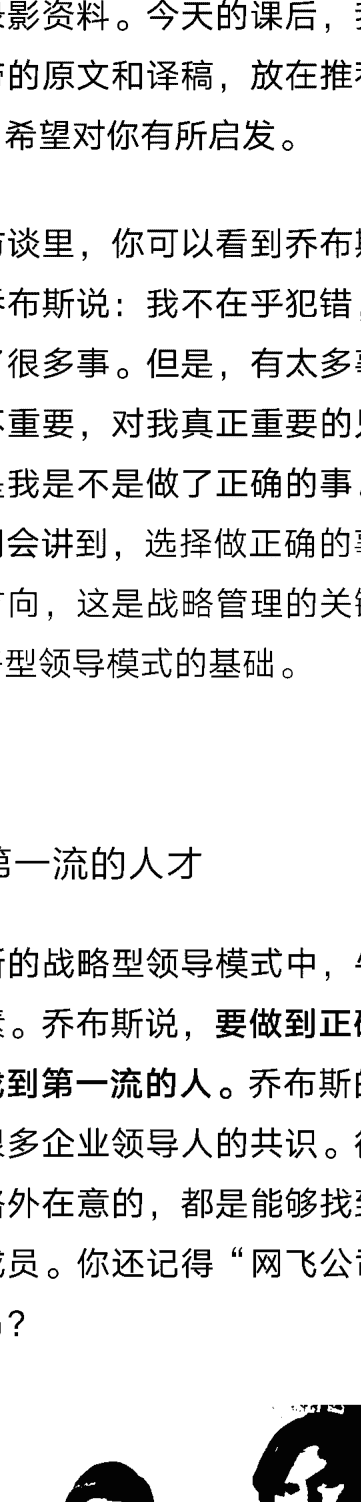 影资料。今天的课后，
的原文和译稿，放在推
希望对你有所启发。
谈里，你可以看到乔布
布斯说：我不在乎犯错，
很多事。但是，有太多
重要，对我真正重要的
我是不是做了正确的事
会讲到，选择做正确的
向，这是战略管理的关
型领导模式的基础。
第一流的人才
的战略型领导模式中，
。乔布斯说，要做到正
到第一流的人。乔布斯
多企业领导人的共识。
外在意的，都是能够找
员。你还记得“网飞公
？